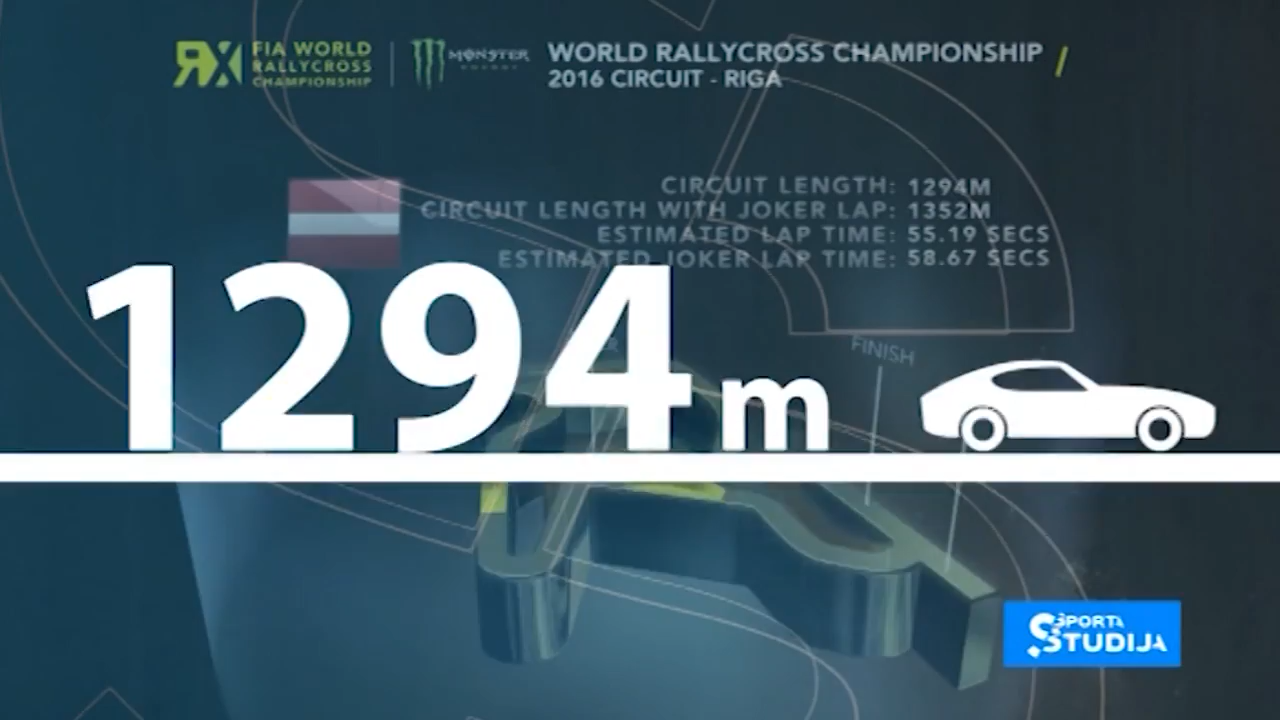 FIA WORLD
RALLYCROSS
CHAMPIONSHIP
MONSTER
ENERGY
WORLD RALLYCROSS CHAMPIONSHIP
2016 CIRCUIT - RIGA
CIRCUIT LENGTH: 1294M
CIRCUIT LENGTH WITH JOKER LAP: 1352M
ESTIMATED LAP TIME: 55.19 SECS
ESTIMATED JOKER LAP TIME: 58.67 SECS
1294m
FINISH
SPORTA
STUDIJA